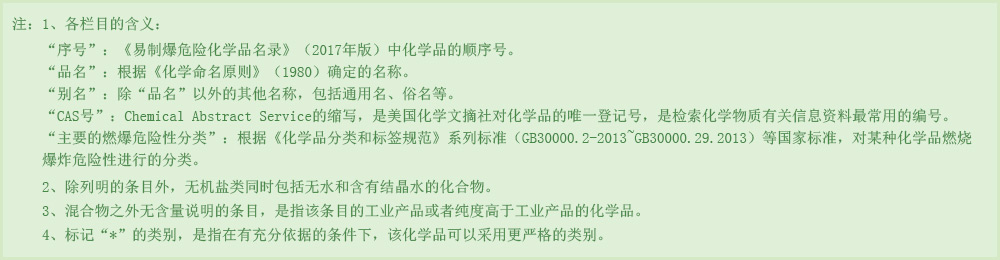 注：1、各栏目的含义：
“序号”：《易制爆危险化学品名录》（2017年版）中化学品的顺序号。
“品名”：根据《化学命名原则》（1980）确定的名称。
“别名”：除“品名”以外的其他名称，包括通用名、俗名等。
“CAS号”：Chemical Abstract Service的缩写，是美国化学文摘社对化学品的唯一登记号，是检索化学物质有关信息资料最常用的编号。
“主要的燃爆危险性分类”：根据《化学品分类和标签规范》系列标准（GB30000.2-2013~GB30000.29.2013）等国家标准，对某种化学品燃烧
爆炸危险性进行的分类。
2、除列明的条目外，无机盐类同时包括无水和含有结晶水的化合物。
3、混合物之外无含量说明的条目，是指该条目的工业产品或者纯度高于工业产品的化学品。
4、标记“*”的类别，是指在有充分依据的条件下，该化学品可以采用更严格的类别。